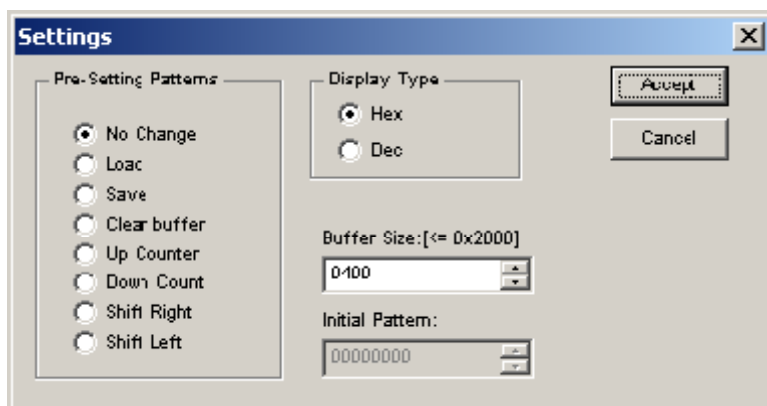 Settings
Pre-Setting Patterns
No Change
Load
Save
Clear buffer
Up Counter
Down Count
Shift Right
Shift Left
Display Type
Hex
Dec
Buffer Size:[<= 0x2000]
0400
Initial Pattern:
00000000
Accept
Cancel